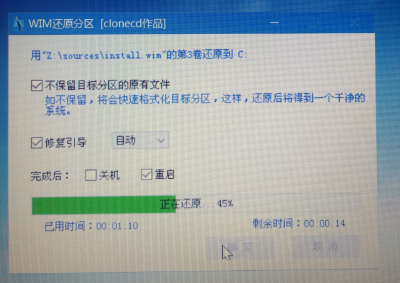 WIM还原分区 [clonecd作品]
用"Z:\sources\install.wim"的第3卷还原到 C:
不保留目标分区的原有文件
如不保留，将会快速格式化目标分区，这样，还原后将得到一个干净的
系统。
修复引导 自动
完成后： 关机 重启
正在还原...45%
已用时间：00:01:10 剩余时间：00:00:14
取消